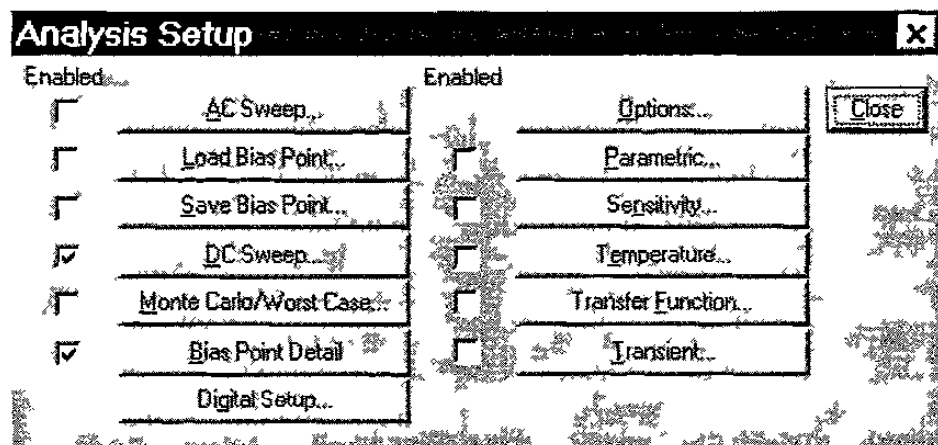 Analysis Setup
Enabled
Enabled
AC Sweep...
Options...
Close
Load Bias Point...
Parametric...
Save Bias Point...
Sensitivity...
DC Sweep...
Temperature...
Monte Carlo/Worst Case...
Transfer Function...
Bias Point Detail
Transient...
Digital Setup...